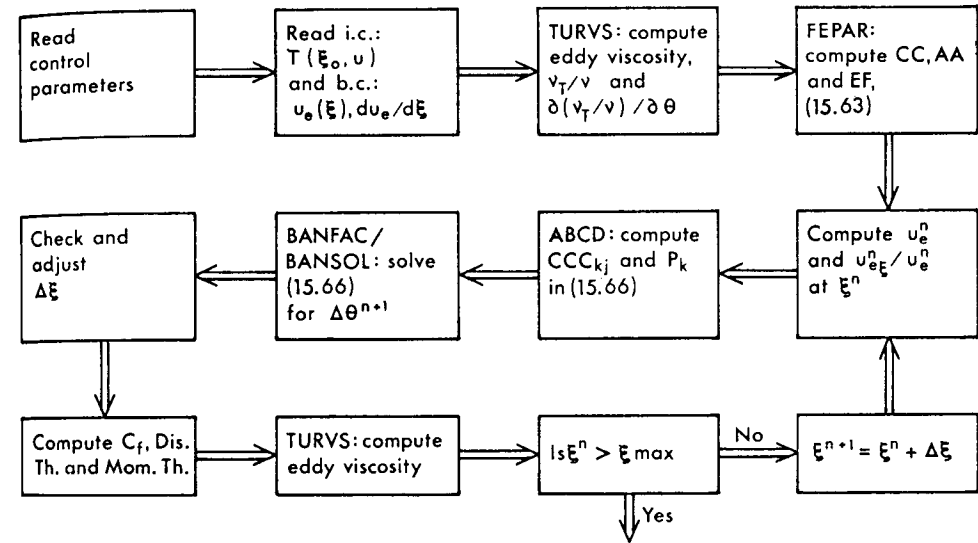 Read
control
parameters
Read i.c.:
T(ξₒ, u)
and b.c.:
uₑ(ξ), duₑ/dξ
TURVS: compute
eddy viscosity,
ν_T/ν and
∂(ν_T/ν)/∂θ
FEPAR:
compute CC, AA
and EF,
(15.63)
Compute uₑⁿ
and uₑξⁿ/uₑⁿ
at ξⁿ
ABCD: compute
CCC_kj and P_k
in (15.66)
BANFAC/
BANSOL: solve
(15.66)
for Δθⁿ⁺¹
Check and
adjust
Δξ
Compute C_f, Dis.
Th. and Mom. Th.
TURVS: compute
eddy viscosity
Is ξⁿ > ξ max
No
Yes
ξⁿ⁺¹ = ξⁿ + Δξ